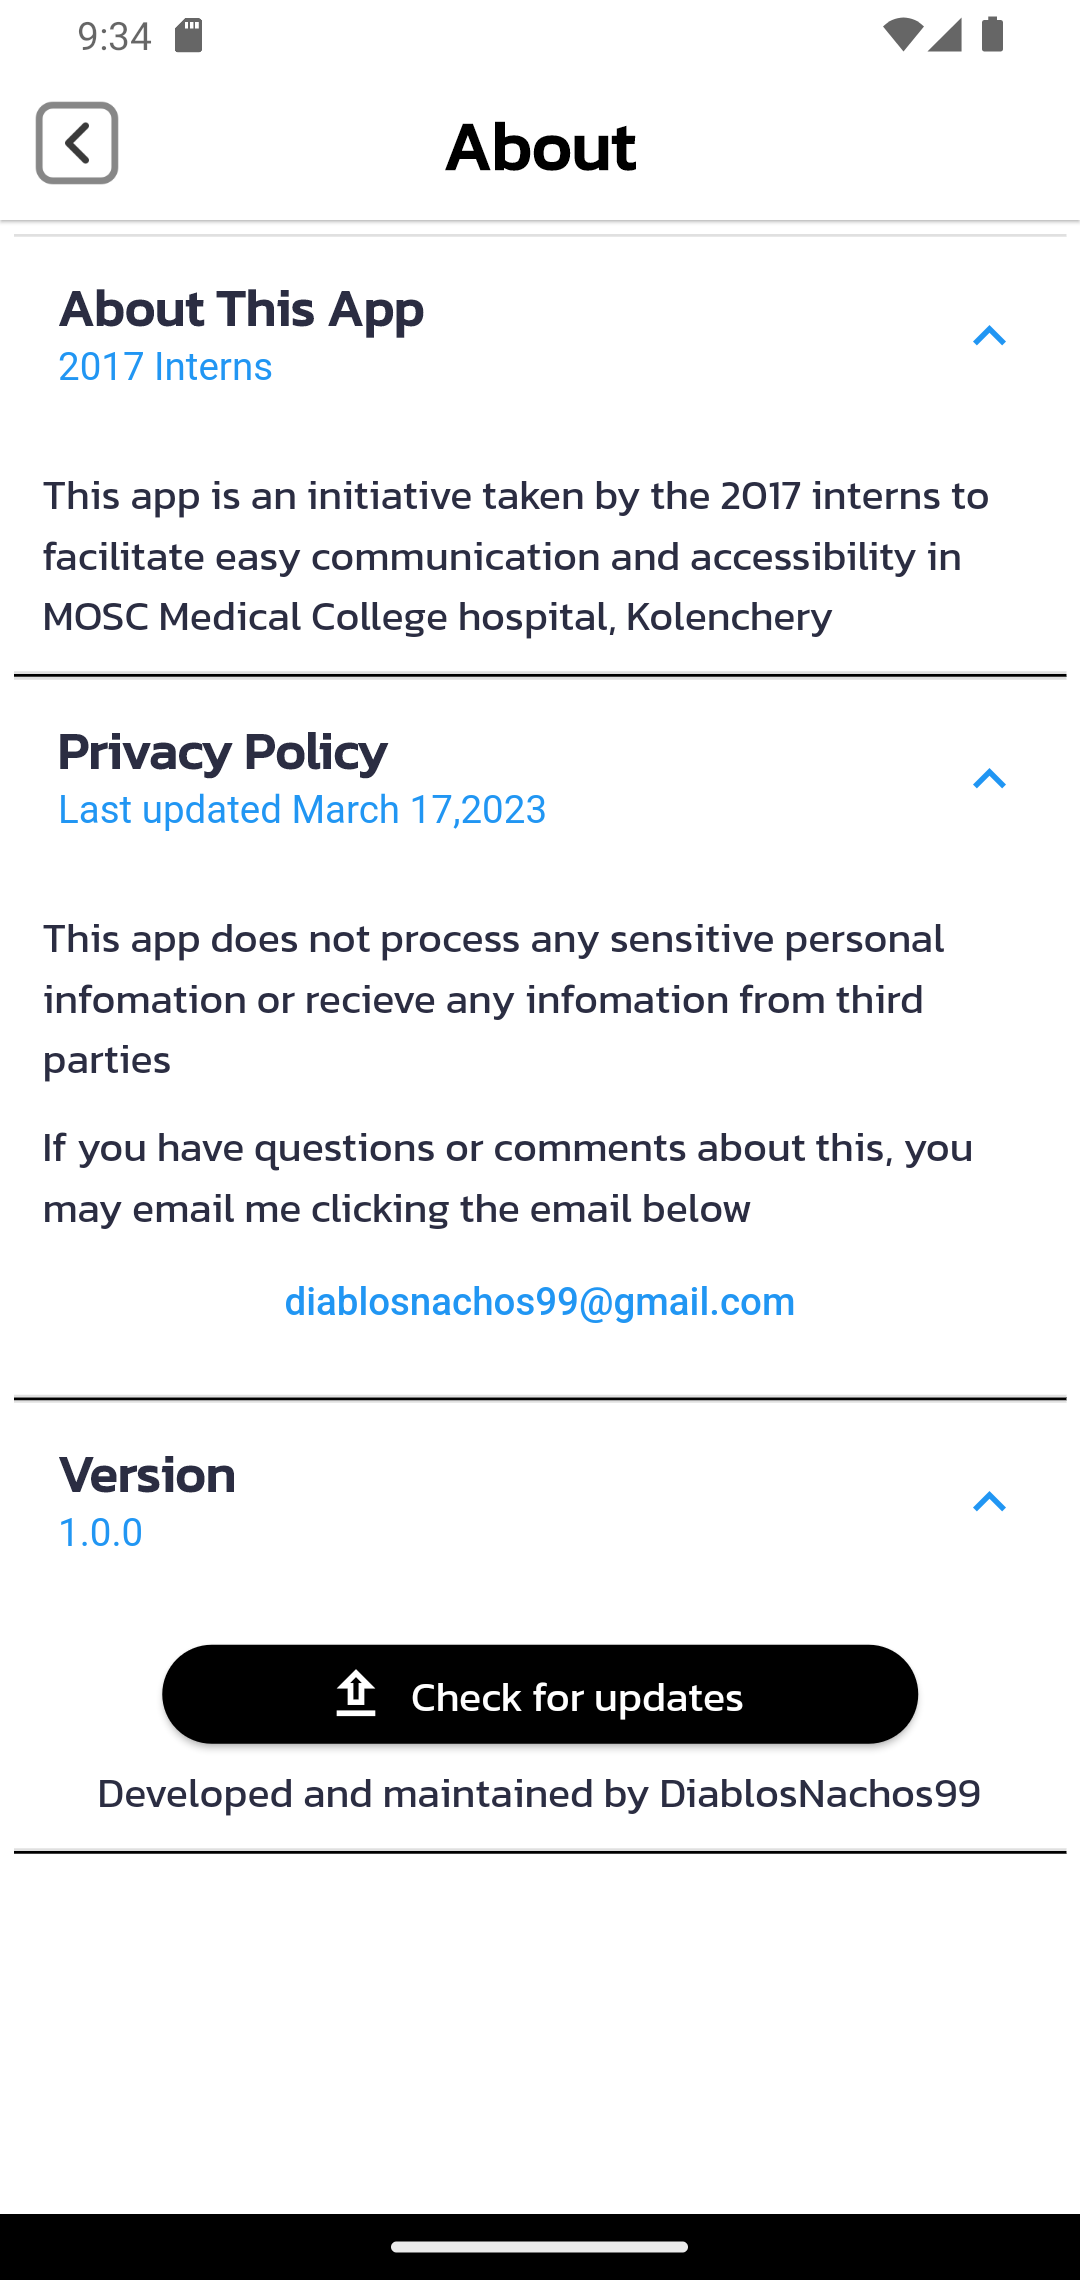 9:34
About
About This App
2017 Interns
This app is an initiative taken by the 2017 interns to
facilitate easy communication and accessibility in
MOSC Medical College hospital, Kolenchery
Privacy Policy
Last updated March 17,2023
This app does not process any sensitive personal
infomation or recieve any infomation from third
parties
If you have questions or comments about this, you
may email me clicking the email below
diablosnachos99@gmail.com
Version
1.0.0
Check for updates
Developed and maintained by DiablosNachos99